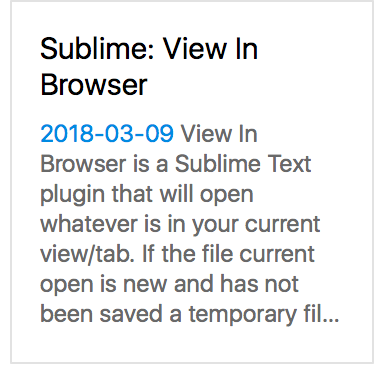 Sublime: View In
Browser
2018-03-09 View In
Browser is a Sublime Text
plugin that will open
whatever is in your current
view/tab. If the file current
open is new and has not
been saved a temporary fil...